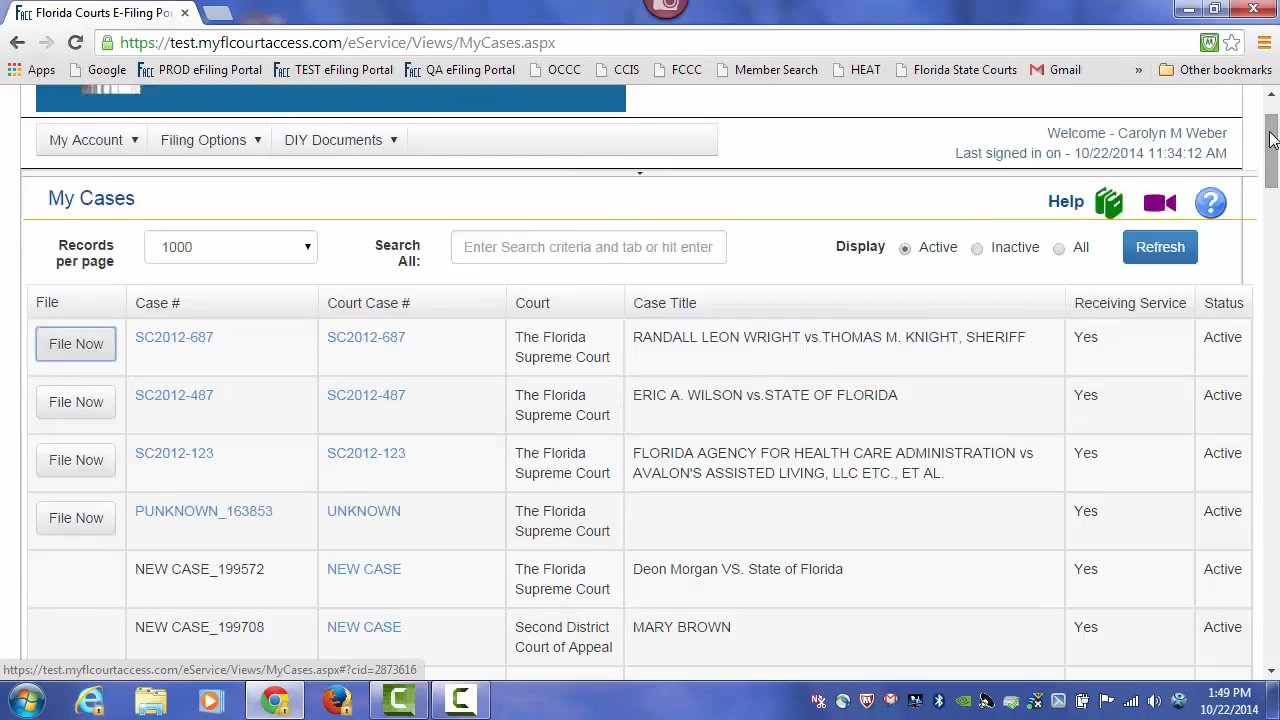 FACC Florida Courts E-Filing Po
https://test.myflcourtaccess.com/eService/Views/MyCases.aspx
Apps Google FACC PROD eFiling Portal FACC TEST eFiling Portal FACC QA eFiling Portal OCCC CCIS FCCC Member Search HEAT Florida State Courts Gmail » Other bookmarks
My Account Filing Options DIY Documents
Welcome - Carolyn M Weber
Last signed in on - 10/22/2014 11:34:12 AM
My Cases
Help
Records per page
1000
Search All:
Enter Search criteria and tab or hit enter
Display Active Inactive All Refresh
File Case # Court Case # Court Case Title Receiving Service Status
File Now SC2012-687 SC2012-687 The Florida RANDALL LEON WRIGHT vs.THOMAS M. KNIGHT, SHERIFF Yes Active
Supreme Court
File Now SC2012-487 SC2012-487 The Florida ERIC A. WILSON vs.STATE OF FLORIDA Yes Active
Supreme Court
File Now SC2012-123 SC2012-123 The Florida FLORIDA AGENCY FOR HEALTH CARE ADMINISTRATION vs Yes Active
Supreme Court AVALON'S ASSISTED LIVING, LLC ETC., ET AL.
File Now PUNKNOWN_163853 UNKNOWN The Florida Yes Active
Supreme Court
NEW CASE_199572 NEW CASE The Florida Deon Morgan VS. State of Florida Yes Active
Supreme Court
NEW CASE_199708 NEW CASE Second District MARY BROWN Yes Active
Court of Appeal
https://test.myflcourtaccess.com/eService/Views/MyCases.aspx#?cid=2873616
1:49 PM
10/22/2014